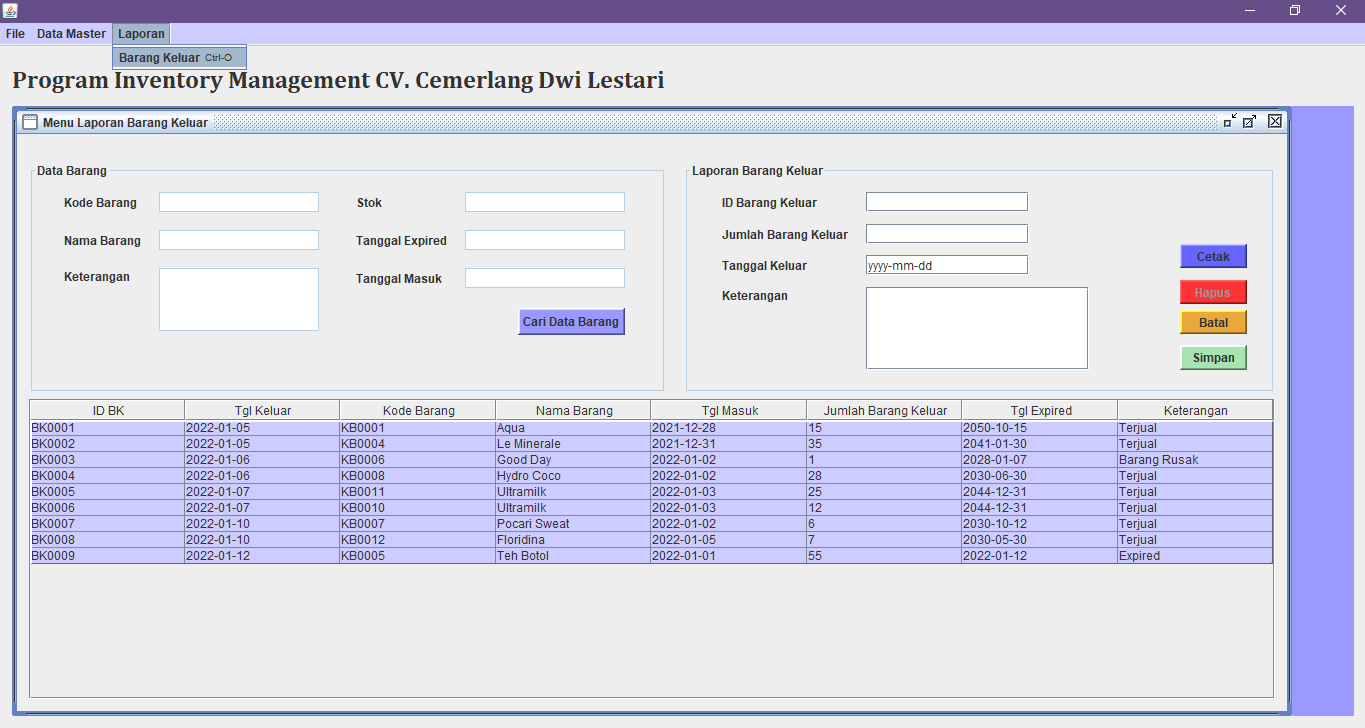 File Data Master Laporan
Barang Keluar Ctrl-O
Program Inventory Management CV. Cemerlang Dwi Lestari
Menu Laporan Barang Keluar
Data Barang
Kode Barang
Stok
Nama Barang
Tanggal Expired
Keterangan
Tanggal Masuk
Cari Data Barang
Laporan Barang Keluar
ID Barang Keluar
Jumlah Barang Keluar
Tanggal Keluar yyyy-mm-dd
Keterangan
Cetak
Hapus
Batal
Simpan
ID BK Tgl Keluar Kode Barang Nama Barang Tgl Masuk Jumlah Barang Keluar Tgl Expired Keterangan
BK0001 2022-01-05 KB0001 Aqua 2021-12-28 15 2050-10-15 Terjual
BK0002 2022-01-05 KB0004 Le Minerale 2021-12-31 35 2041-01-30 Terjual
BK0003 2022-01-06 KB0006 Good Day 2022-01-02 1 2028-01-07 Barang Rusak
BK0004 2022-01-06 KB0008 Hydro Coco 2022-01-02 28 2030-06-30 Terjual
BK0005 2022-01-07 KB0011 Ultramilk 2022-01-03 25 2044-12-31 Terjual
BK0006 2022-01-07 KB0010 Ultramilk 2022-01-03 12 2044-12-31 Terjual
BK0007 2022-01-10 KB0007 Pocari Sweat 2022-01-02 6 2030-10-12 Terjual
BK0008 2022-01-10 KB0012 Floridina 2022-01-05 7 2030-05-30 Terjual
BK0009 2022-01-12 KB0005 Teh Botol 2022-01-01 55 2022-01-12 Expired